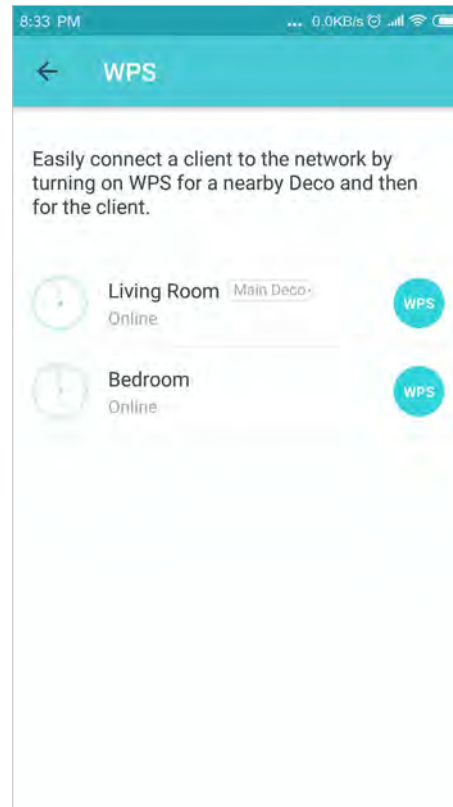 8:33 PM ... 0.0KB/s
WPS
Easily connect a client to the network by
turning on WPS for a nearby Deco and then
for the client.
Living Room Main Deco
Online
WPS
Bedroom
Online
WPS